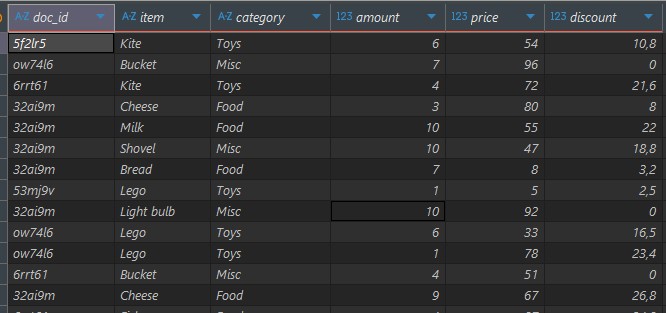 A-Z doc_id A-Z item A-Z category 123 amount 123 price 123 discount
5f2lr5 Kite Toys 6 54 10,8
ow74l6 Bucket Misc 7 96 0
6rrt61 Kite Toys 4 72 21,6
32ai9m Cheese Food 3 80 8
32ai9m Milk Food 10 55 22
32ai9m Shovel Misc 10 47 18,8
32ai9m Bread Food 7 8 3,2
53mj9v Lego Toys 1 5 2,5
32ai9m Light bulb Misc 10 92 0
ow74l6 Lego Toys 6 33 16,5
ow74l6 Lego Toys 1 78 23,4
6rrt61 Bucket Misc 4 51 0
32ai9m Cheese Food 9 67 26,8